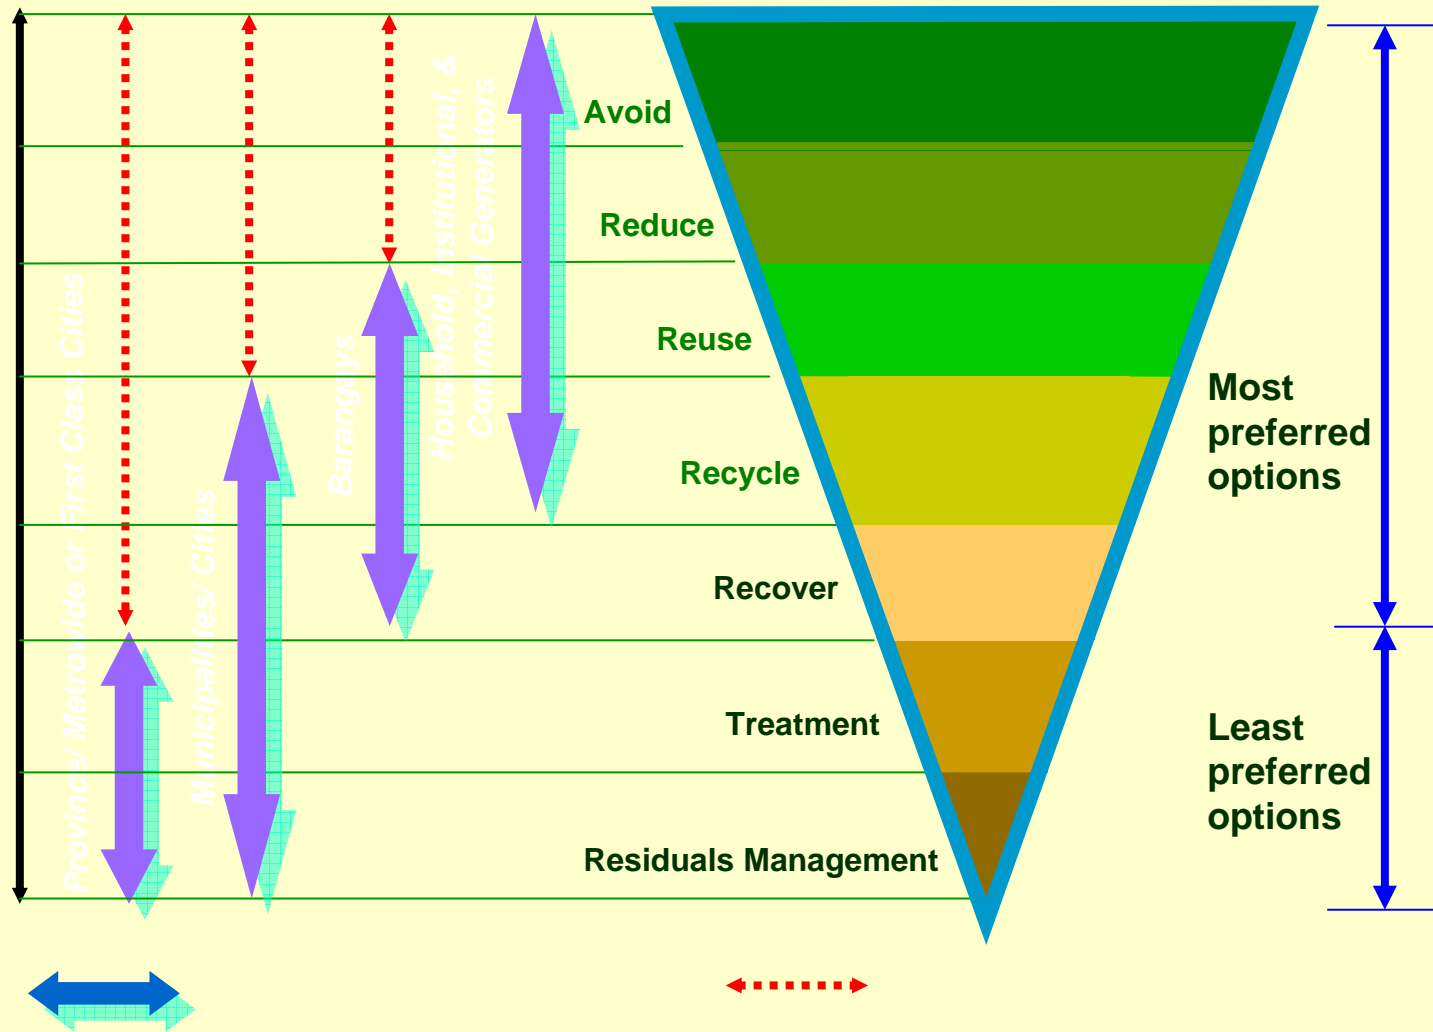 Avoid
Reduce
Reuse
Recycle
Recover
Treatment
Residuals Management
Most
preferred
options
Least
preferred
options
Province/ Metrovide or First Class Cities
Municipalities/ Cities
Barangays
Household, Institutional, &
Commercial Generators